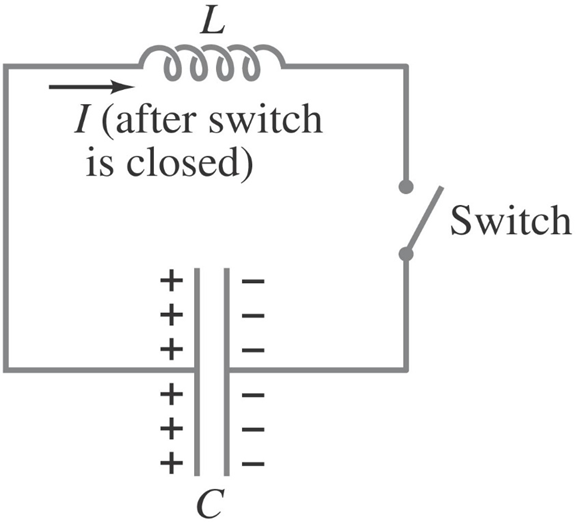 L
I (after switch
is closed)
Switch
+ −
+ −
+ −
+ −
+ −
+ −
C